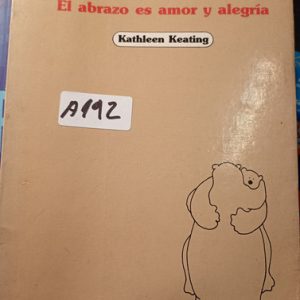 El abrazo es amor y alegría
Kathleen Keating
A192